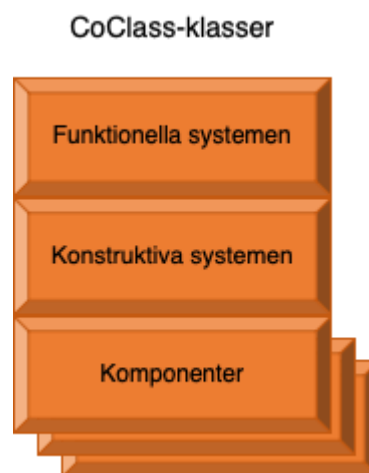 CoClass-klasser
Funktionella systemen
Konstruktiva systemen
Komponenter